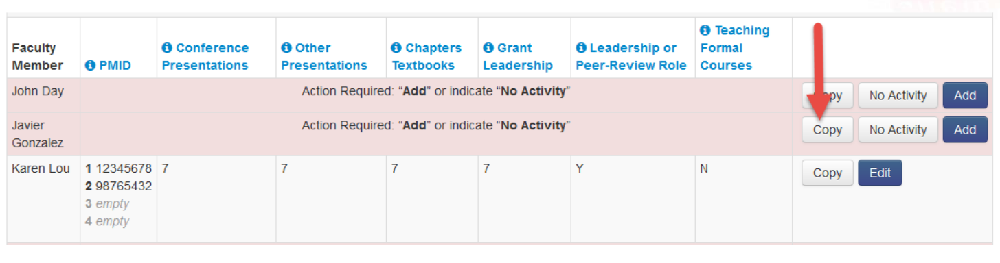 Faculty Member
PMID
Conference Presentations
Other Presentations
Chapters Textbooks
Grant Leadership
Leadership or Peer-Review Role
Teaching Formal Courses
John Day
Action Required: “Add” or indicate “No Activity”
No Activity
Add
Javier Gonzalez
Action Required: “Add” or indicate “No Activity”
Copy
No Activity
Add
Karen Lou
1 12345678
2 98765432
3 empty
4 empty
7
7
7
7
Y
N
Copy
Edit